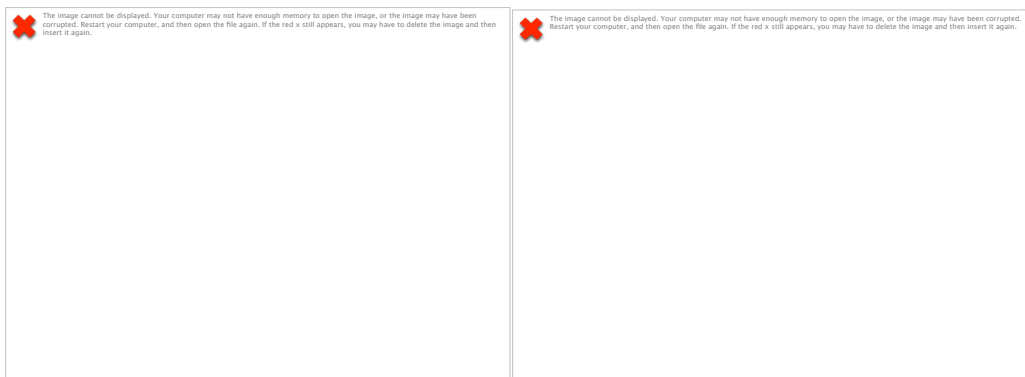 The image cannot be displayed. Your computer may not have enough memory to open the image, or the image may have been
corrupted. Restart your computer, and then open the file again. If the red x still appears, you may have to delete the image and then
insert it again.
The image cannot be displayed. Your computer may not have enough memory to open the image, or the image may have been corrupted.
Restart your computer, and then open the file again. If the red x still appears, you may have to delete the image and then insert it again.